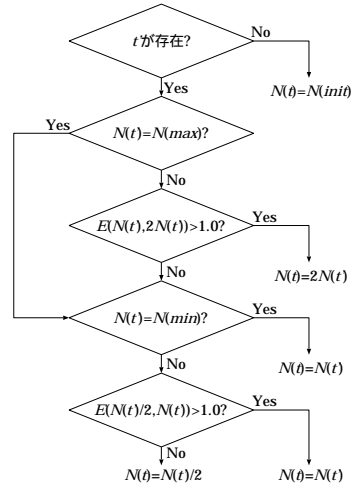 t'が存在?
No
N(t)=N(init)
Yes
Yes
N(t)=N(max)?
No
E(N(t),2N(t))>1.0?
Yes
N(t)=2N(t)
No
N(t)=N(min)?
Yes
N(t)=N(t)
No
E(N(t)/2,N(t))>1.0?
Yes
No
N(t)=N(t)/2
N(t)=N(t)